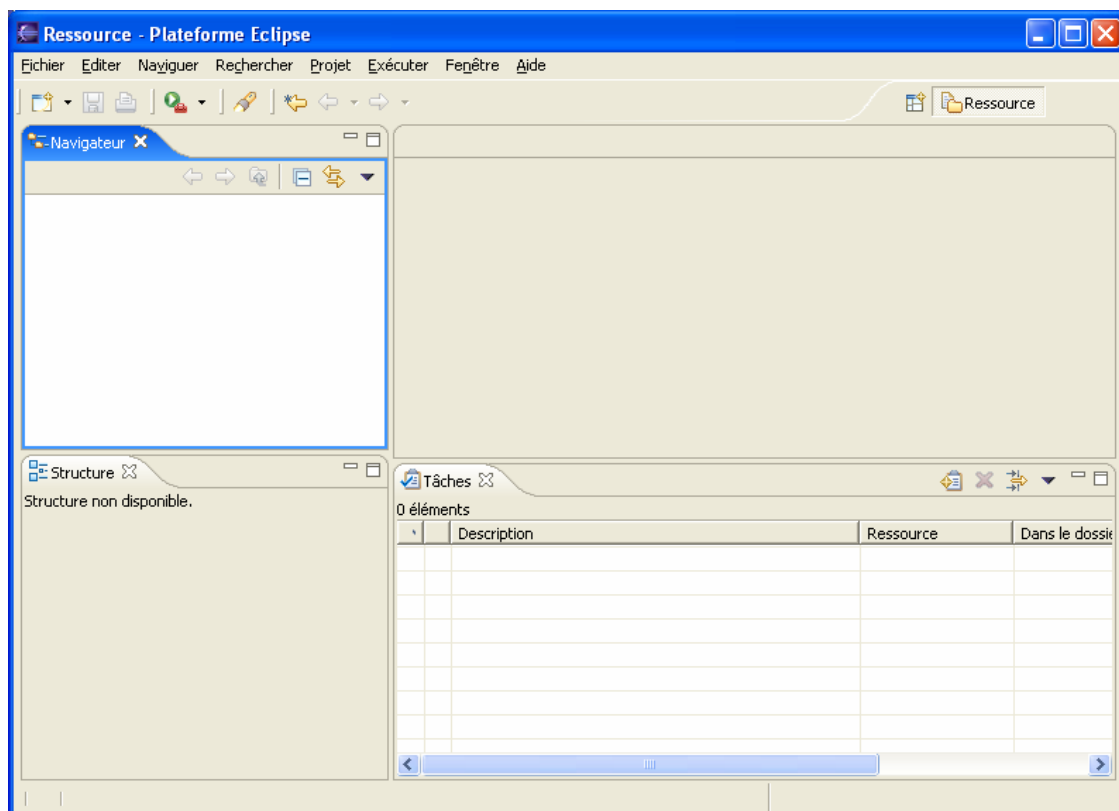 Ressource - Plateforme Eclipse
Fichier Editer Naviguer Rechercher Projet Exécuter Fenêtre Aide
Ressource
Navigateur
Structure
Structure non disponible.
Tâches
0 éléments
Description Ressource Dans le dossie